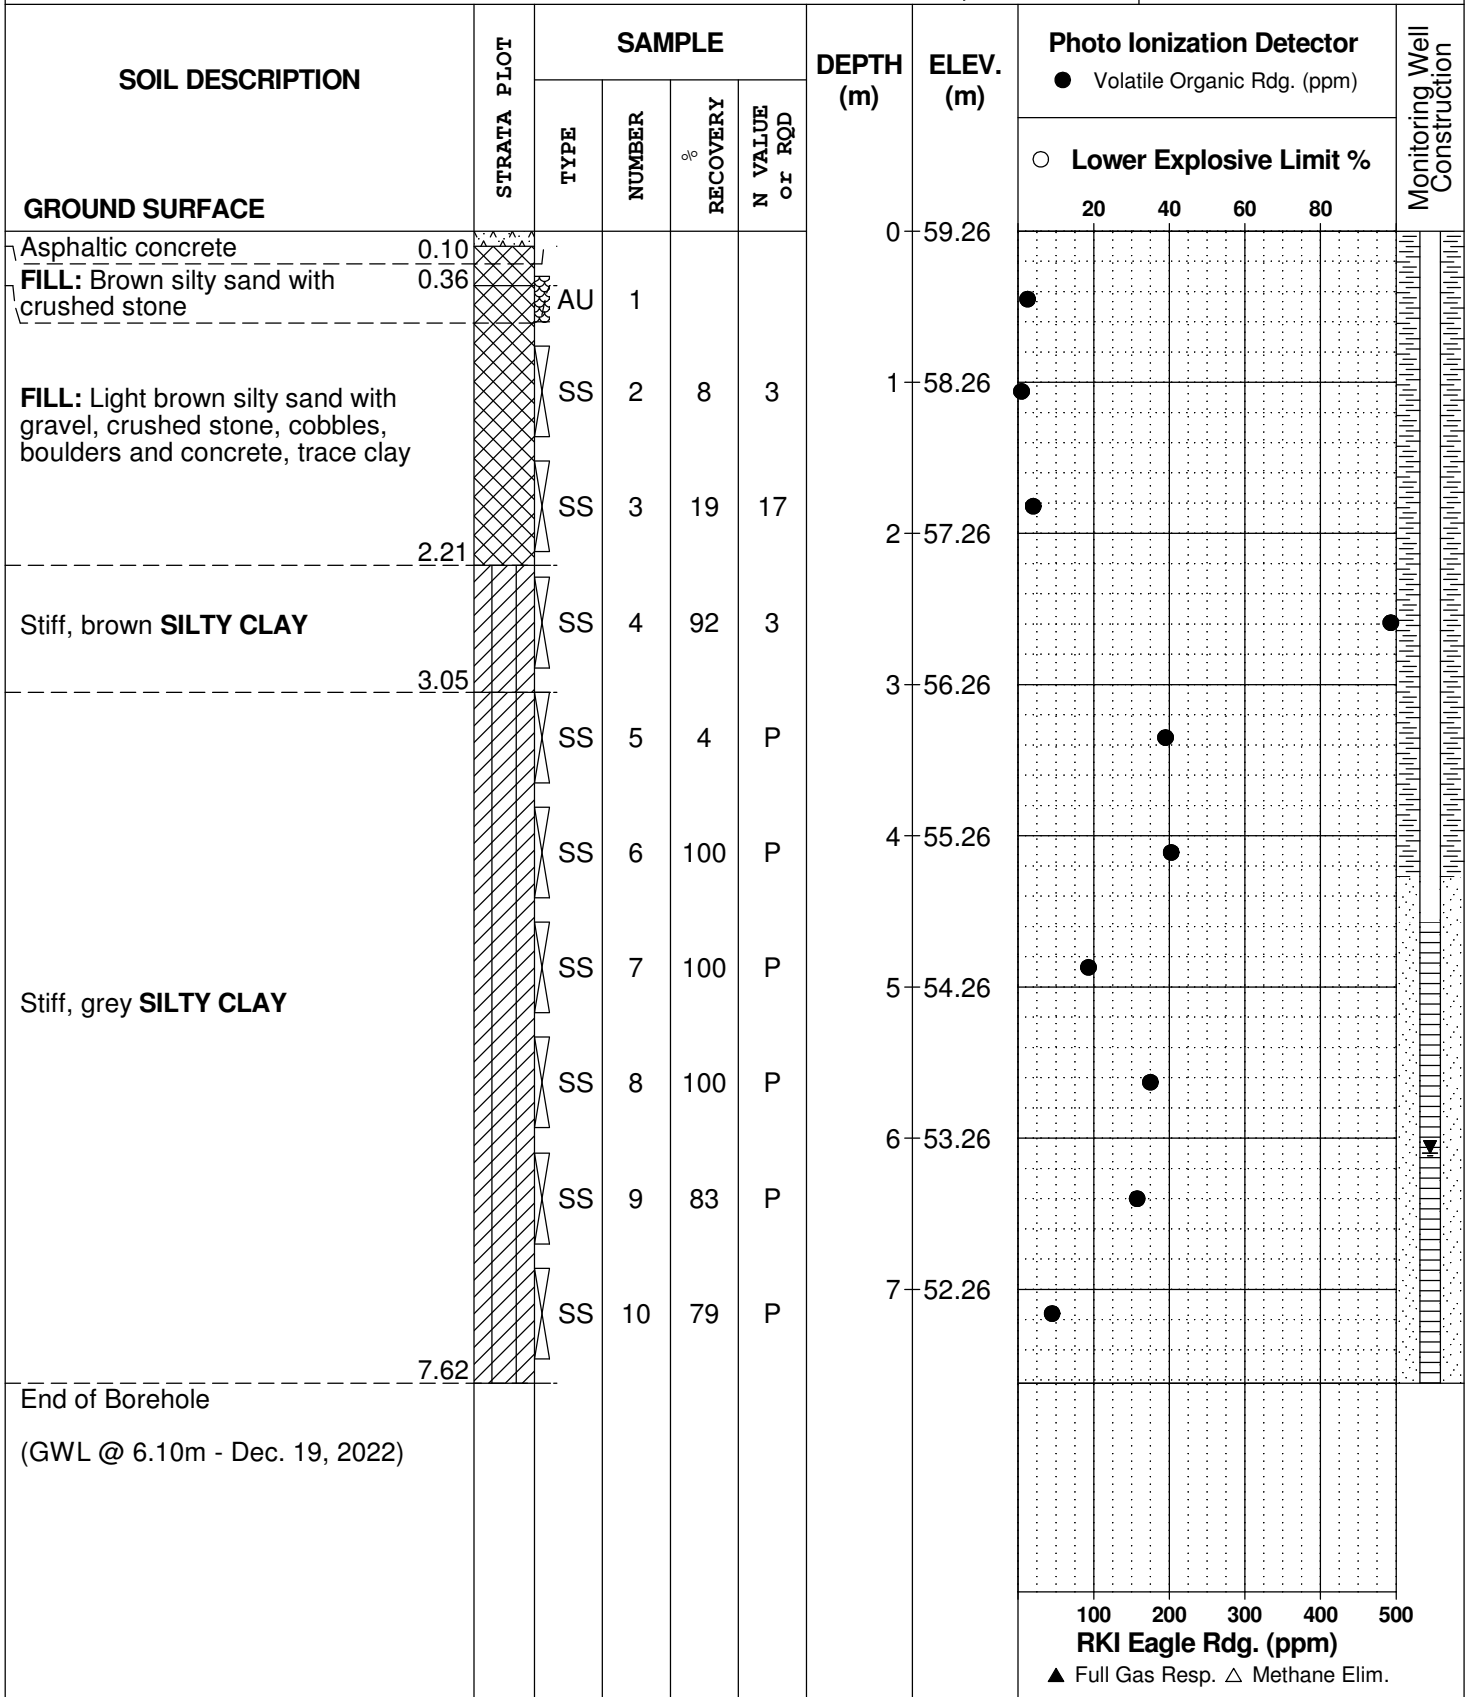 SOIL DESCRIPTION
GROUND SURFACE
STRATA PLOT
SAMPLE
TYPE
NUMBER
%
RECOVERY
N VALUE
or RQD
DEPTH
(m)
ELEV.
(m)
Photo Ionization Detector
● Volatile Organic Rdg. (ppm)
○ Lower Explosive Limit %
20 40 60 80
Monitoring Well
Construction
0 59.26
Asphaltic concrete 0.10
FILL: Brown silty sand with 0.36
crushed stone
AU 1
FILL: Light brown silty sand with
gravel, crushed stone, cobbles,
boulders and concrete, trace clay
SS 2 8 3
1 58.26
SS 3 19 17
2 57.26
2.21
Stiff, brown SILTY CLAY
SS 4 92 3
3.05
3 56.26
SS 5 4 P
4 55.26
SS 6 100 P
SS 7 100 P
5 54.26
Stiff, grey SILTY CLAY
SS 8 100 P
6 53.26
SS 9 83 P
7 52.26
SS 10 79 P
7.62
End of Borehole
(GWL @ 6.10m - Dec. 19, 2022)
100 200 300 400 500
RKI Eagle Rdg. (ppm)
▲ Full Gas Resp. △ Methane Elim.